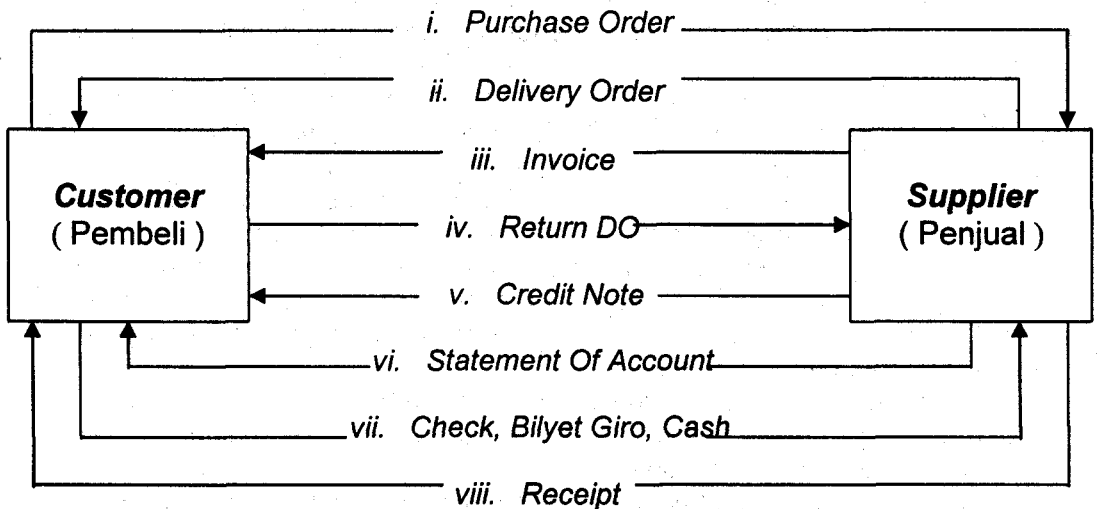 i. Purchase Order
ii. Delivery Order
iii. Invoice
Customer
( Pembeli )
Supplier
( Penjual )
iv. Return DO
v. Credit Note
vi. Statement Of Account
vii. Check, Bilyet Giro, Cash
viii. Receipt